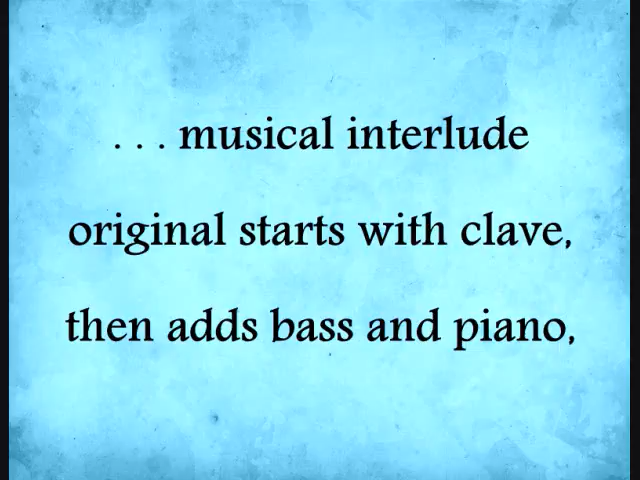 . . . musical interlude
original starts with clave,
then adds bass and piano,